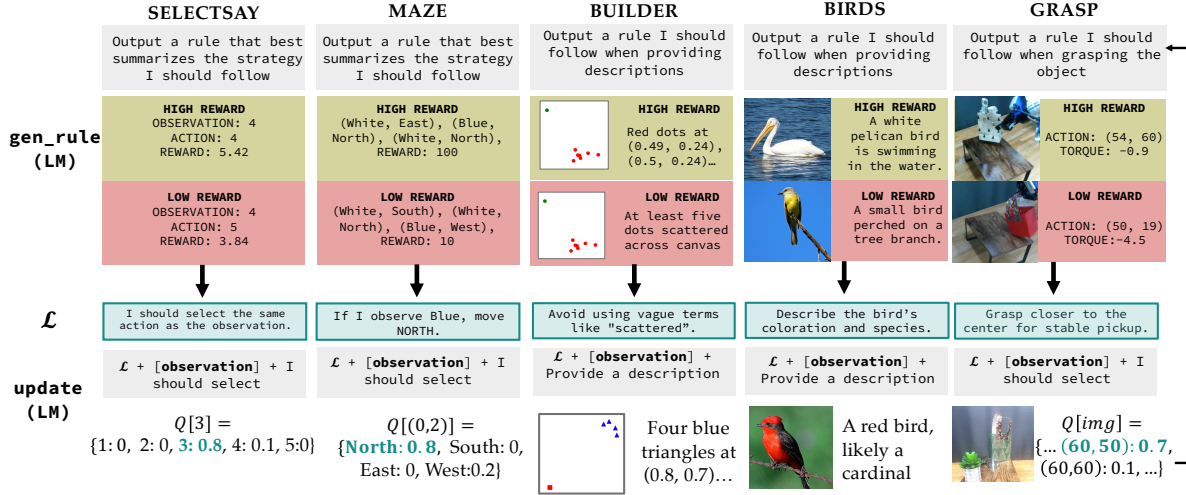 SELECTSAY
MAZE
BUILDER
BIRDS
GRASP
Output a rule that best
summarizes the strategy
I should follow
Output a rule that best
summarizes the strategy
I should follow
Output a rule I should
follow when providing
descriptions
Output a rule I should
follow when providing
descriptions
Output a rule I should
follow when grasping the
object
gen_rule
(LM)
HIGH REWARD
OBSERVATION: 4
ACTION: 4
REWARD: 5.42
HIGH REWARD
(White, East), (Blue,
North), (White, North),
REWARD: 100
HIGH REWARD
Red dots at
(0.49, 0.24),
(0.5, 0.24)…
HIGH REWARD
A white
pelican bird
is swimming
in the water.
HIGH REWARD
ACTION: (54, 60)
TORQUE: -0.9
LOW REWARD
OBSERVATION: 4
ACTION: 5
REWARD: 3.84
LOW REWARD
(White, South), (White,
North), (Blue, West),
REWARD: 10
LOW REWARD
At least five
dots scattered
across canvas
LOW REWARD
A small bird
perched on a
tree branch.
LOW REWARD
ACTION: (50, 19)
TORQUE:-4.5
ℒ
I should select the same
action as the observation.
If I observe Blue, move
NORTH.
Avoid using vague terms
like "scattered”.
Describe the bird’s
coloration and species.
Grasp closer to the
center for stable pickup.
update
(LM)
ℒ + [observation] + I
should select
ℒ + [observation] + I
should select
ℒ + [observation] +
Provide a description
ℒ + [observation] +
Provide a description
ℒ + [observation] + I
should select
Q[3] =
{1: 0, 2: 0, 3: 0.8, 4: 0.1, 5:0}
Q[(0,2)] =
{North: 0.8, South: 0,
East: 0, West:0.2}
Four blue
triangles at
(0.8, 0.7)…
A red bird,
likely a
cardinal
Q[img] =
{… (60,50): 0.7,
(60,60): 0.1, …}